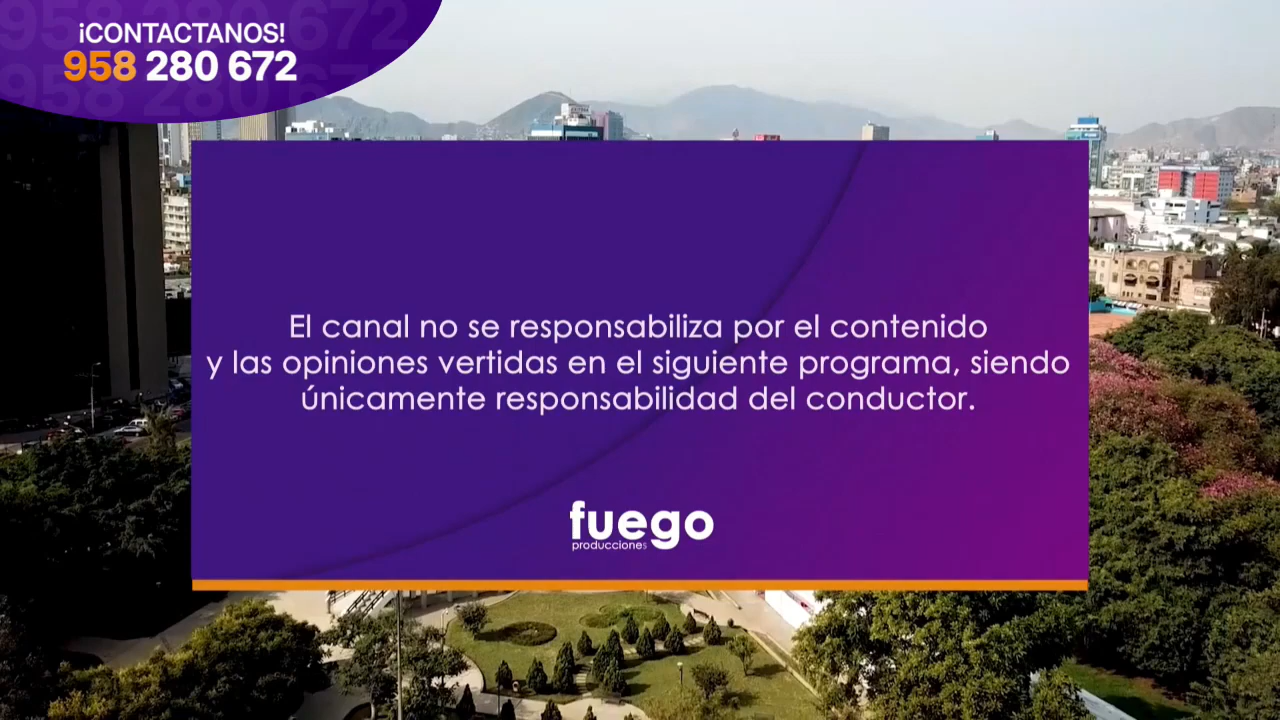 ¡CONTACTANOS!
958 280 672
El canal no se responsabiliza por el contenido
y las opiniones vertidas en el siguiente programa, siendo
únicamente responsabilidad del conductor.
fuego
producciones